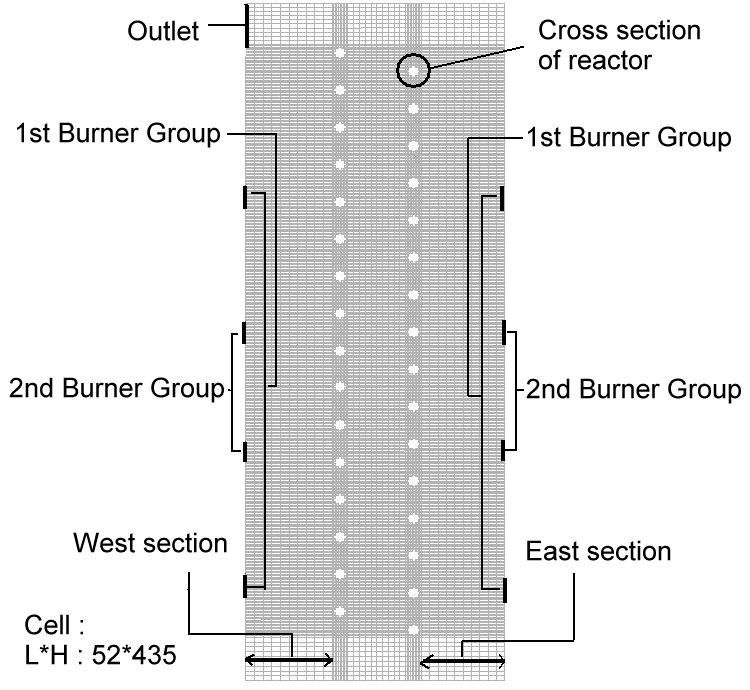 Outlet
Cross section
of reactor
1st Burner Group
1st Burner Group
2nd Burner Group
2nd Burner Group
West section
East section
Cell :
L*H : 52*435